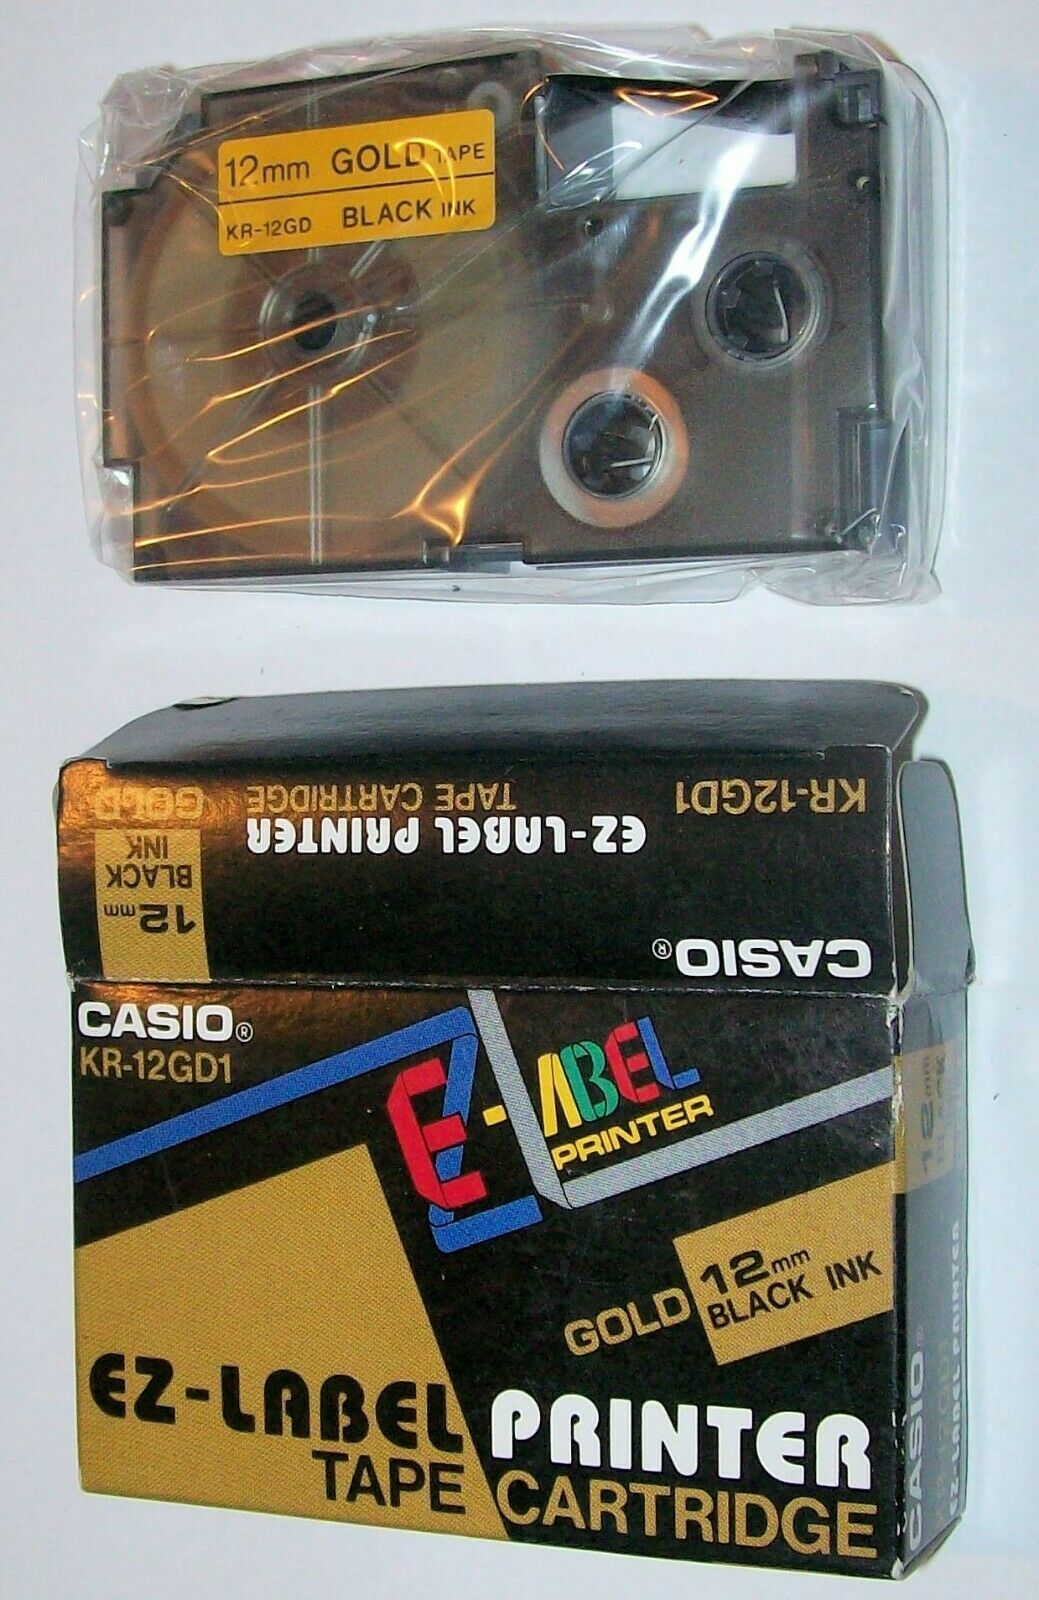 12mm GOLD TAPE
KR-12GD BLACK INK
KR-12GD1
EZ-LABEL PRINTER
TAPE CARTRIDGE
GOLD
BLACK
INK
12mm
CASIO®
CASIO®
KR-12GD1
EZ-LABEL
PRINTER
GOLD
12mm
BLACK INK
EZ-LABEL PRINTER
TAPE CARTRIDGE
12mm
CASIO®
EZ-LABEL PRINTER